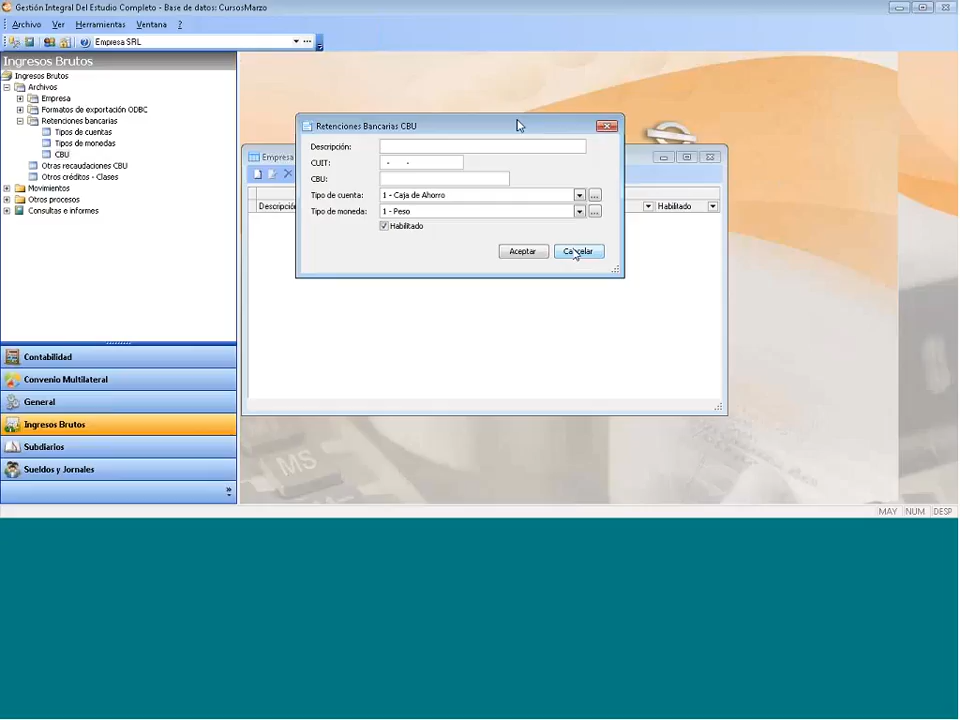 Gestión Integral Del Estudio Completo - Base de datos: CursosMarzo
Archivo Ver Herramientas Ventana ?
Empresa SRL
Ingresos Brutos
Ingresos Brutos
Archivos
Empresa
Formatos de exportación ODBC
Retenciones bancarias
Tipos de cuentas
Tipos de monedas
CBU
Otras recaudaciones CBU
Otros créditos - Clases
Movimientos
Otros procesos
Consultas e informes
Contabilidad
Convenio Multilateral
General
Ingresos Brutos
Subdiarios
Sueldos y Jornales
Empresa
Descripción
Habilitado
Retenciones Bancarias CBU
Descripción:
CUIT: - -
CBU:
Tipo de cuenta: 1 - Caja de Ahorro
Tipo de moneda: 1 - Peso
Habilitado
Aceptar Cancelar
MS
MAY NUM DESP